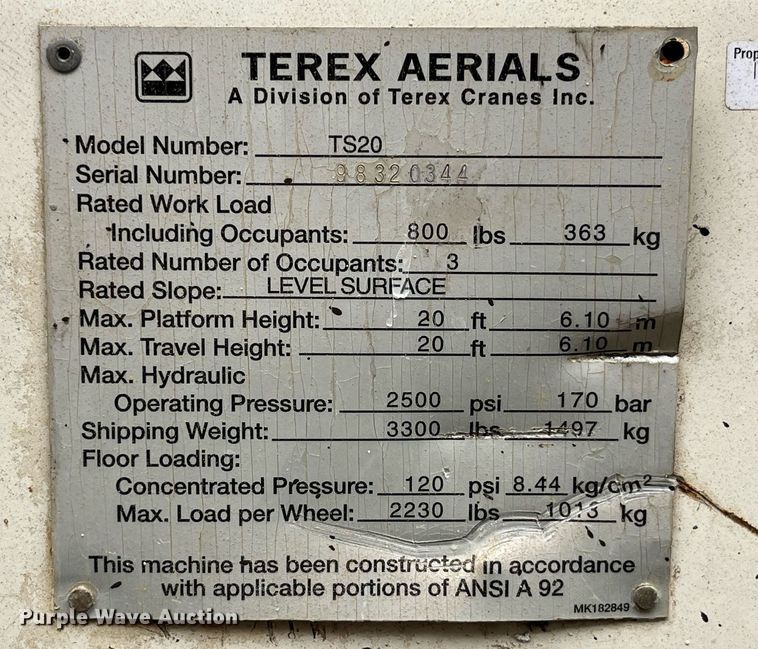 TEREX AERIALS
A Division of Terex Cranes Inc.
Prop
Model Number: TS20
Serial Number: 98320344
Rated Work Load
Including Occupants: 800 lbs 363 kg
Rated Number of Occupants: 3
Rated Slope: LEVEL SURFACE
Max. Platform Height: 20 ft 6.10 m
Max. Travel Height: 20 ft 6.10 m
Max. Hydraulic
Operating Pressure: 2500 psi 170 bar
Shipping Weight: 3300 lbs 1497 kg
Floor Loading:
Concentrated Pressure: 120 psi 8.44 kg/cm²
Max. Load per Wheel: 2230 lbs 1013 kg
This machine has been constructed in accordance
with applicable portions of ANSI A 92
MK182849
Purple Wave Auction